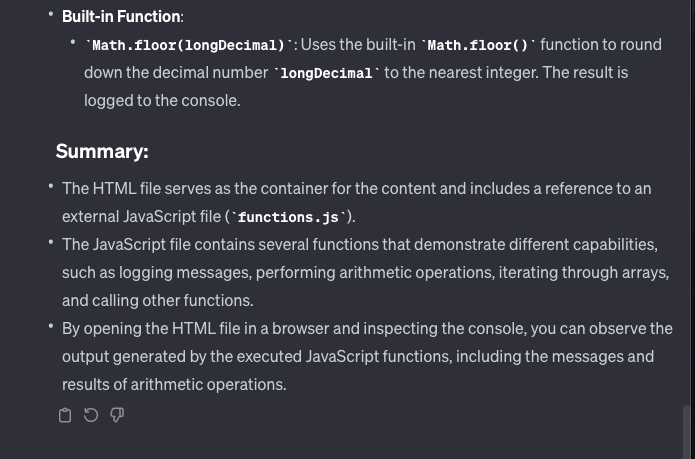 • Built-in Function:
• `Math.floor(longDecimal)`: Uses the built-in `Math.floor()` function to round
down the decimal number `longDecimal` to the nearest integer. The result is
logged to the console.
Summary:
• The HTML file serves as the container for the content and includes a reference to an
external JavaScript file (`functions.js`).
• The JavaScript file contains several functions that demonstrate different capabilities,
such as logging messages, performing arithmetic operations, iterating through arrays,
and calling other functions.
• By opening the HTML file in a browser and inspecting the console, you can observe the
output generated by the executed JavaScript functions, including the messages and
results of arithmetic operations.